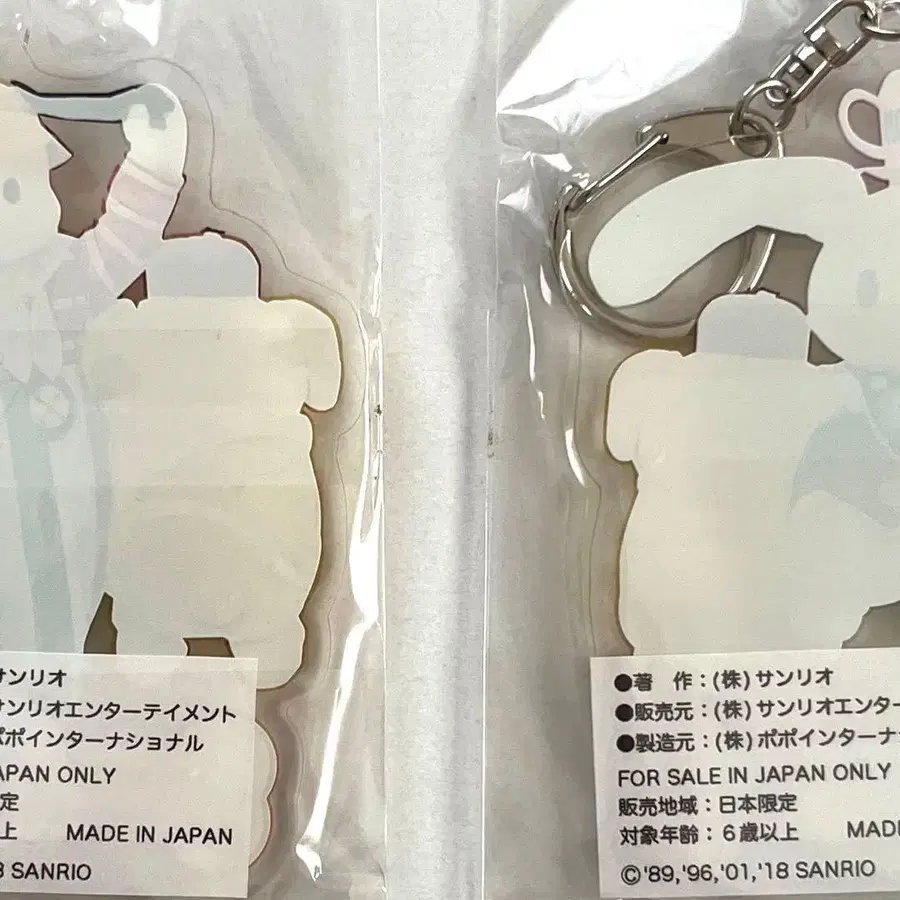 サンリオ
サンリオエンターテイメント
ポポインターナショナル
APAN ONLY
定
上 MADE IN JAPAN
8 SANRIO
●著 作：(株)サンリオ
●販売元：(株)サンリオエンター
●製造元：(株)ポポインターナ
FOR SALE IN JAPAN ONLY
販売地域：日本限定
対象年齢：6歳以上 MAD
©'89,'96,'01,'18 SANRIO